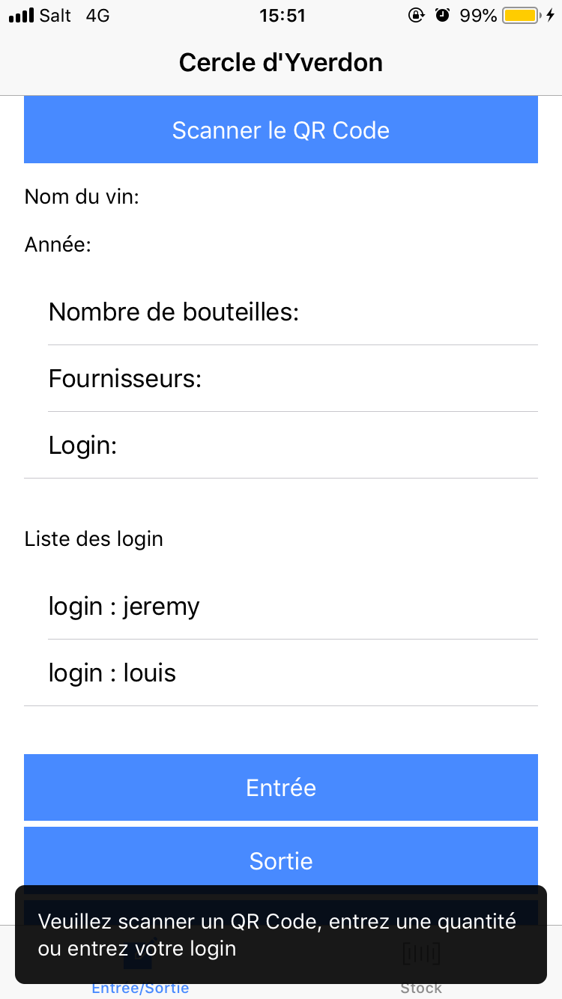 Salt 4G 15:51 99%
Cercle d'Yverdon
Scanner le QR Code
Nom du vin:
Année:
Nombre de bouteilles:
Fournisseurs:
Login:
Liste des login
login : jeremy
login : louis
Entrée
Sortie
Veuillez scanner un QR Code, entrez une quantité
ou entrez votre login
Entrée/Sortie Stock